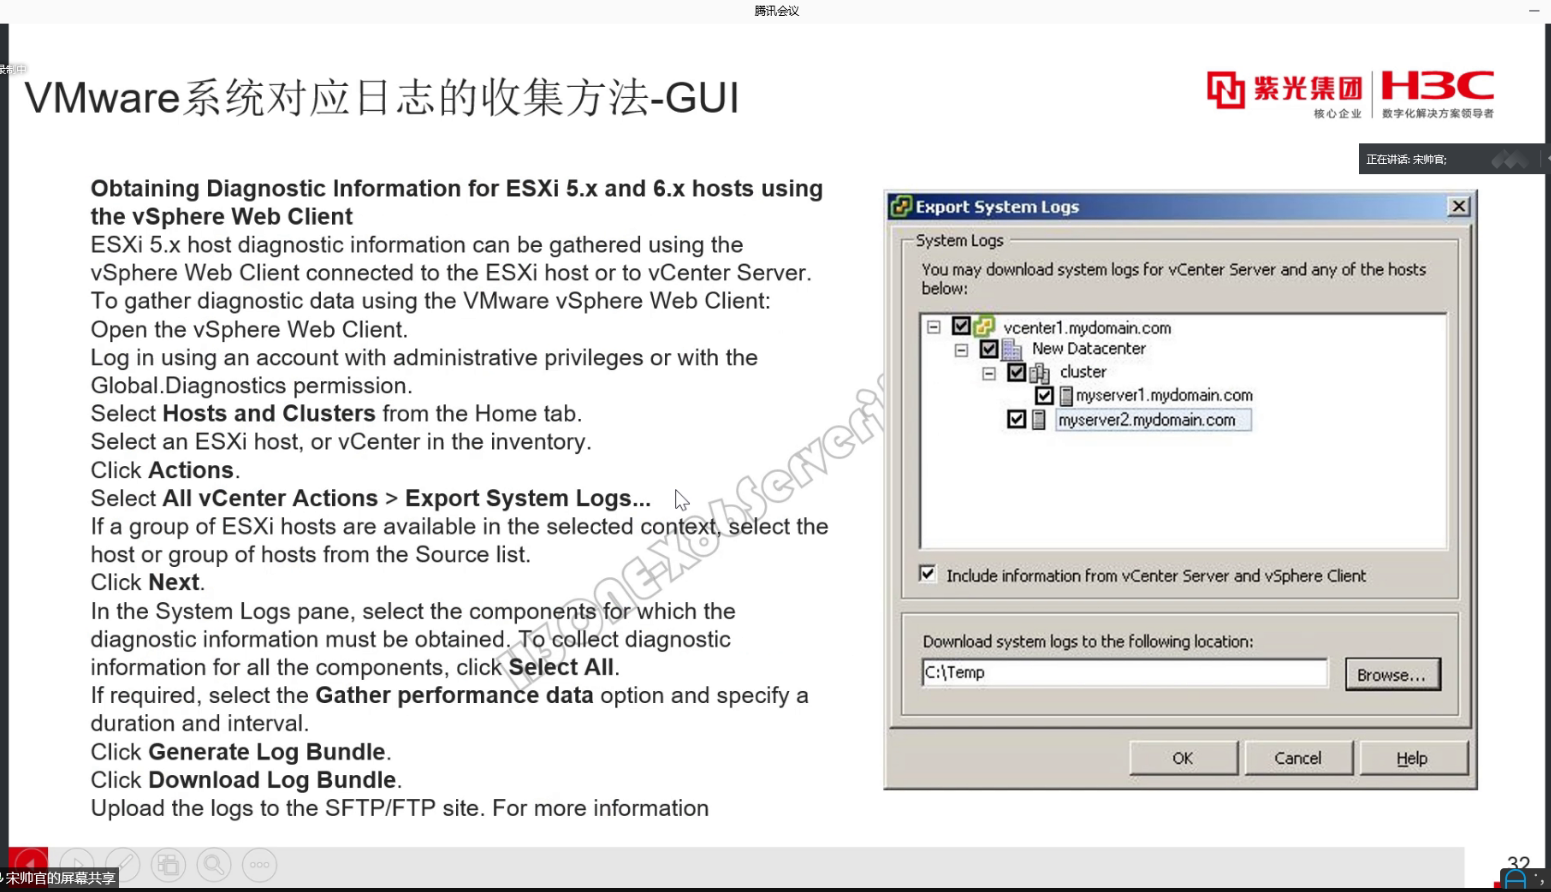 腾讯会议
录制中
VMware系统对应日志的收集方法-GUI
紫光集团
核心企业
H3C
数字化解决方案领导者
正在讲话: 宋帅官;
Obtaining Diagnostic Information for ESXi 5.x and 6.x hosts using
the vSphere Web Client
ESXi 5.x host diagnostic information can be gathered using the
vSphere Web Client connected to the ESXi host or to vCenter Server.
To gather diagnostic data using the VMware vSphere Web Client:
Open the vSphere Web Client.
Log in using an account with administrative privileges or with the
Global.Diagnostics permission.
Select Hosts and Clusters from the Home tab.
Select an ESXi host, or vCenter in the inventory.
Click Actions.
Select All vCenter Actions > Export System Logs...
If a group of ESXi hosts are available in the selected context, select the
host or group of hosts from the Source list.
Click Next.
In the System Logs pane, select the components for which the
diagnostic information must be obtained. To collect diagnostic
information for all the components, click Select All.
If required, select the Gather performance data option and specify a
duration and interval.
Click Generate Log Bundle.
Click Download Log Bundle.
Upload the logs to the SFTP/FTP site. For more information
Export System Logs
System Logs
You may download system logs for vCenter Server and any of the hosts
below:
vcenter1.mydomain.com
New Datacenter
cluster
myserver1.mydomain.com
myserver2.mydomain.com
Include information from vCenter Server and vSphere Client
Download system logs to the following location:
C:\Temp
Browse...
OK
Cancel
Help
宋帅官的屏幕共享
32